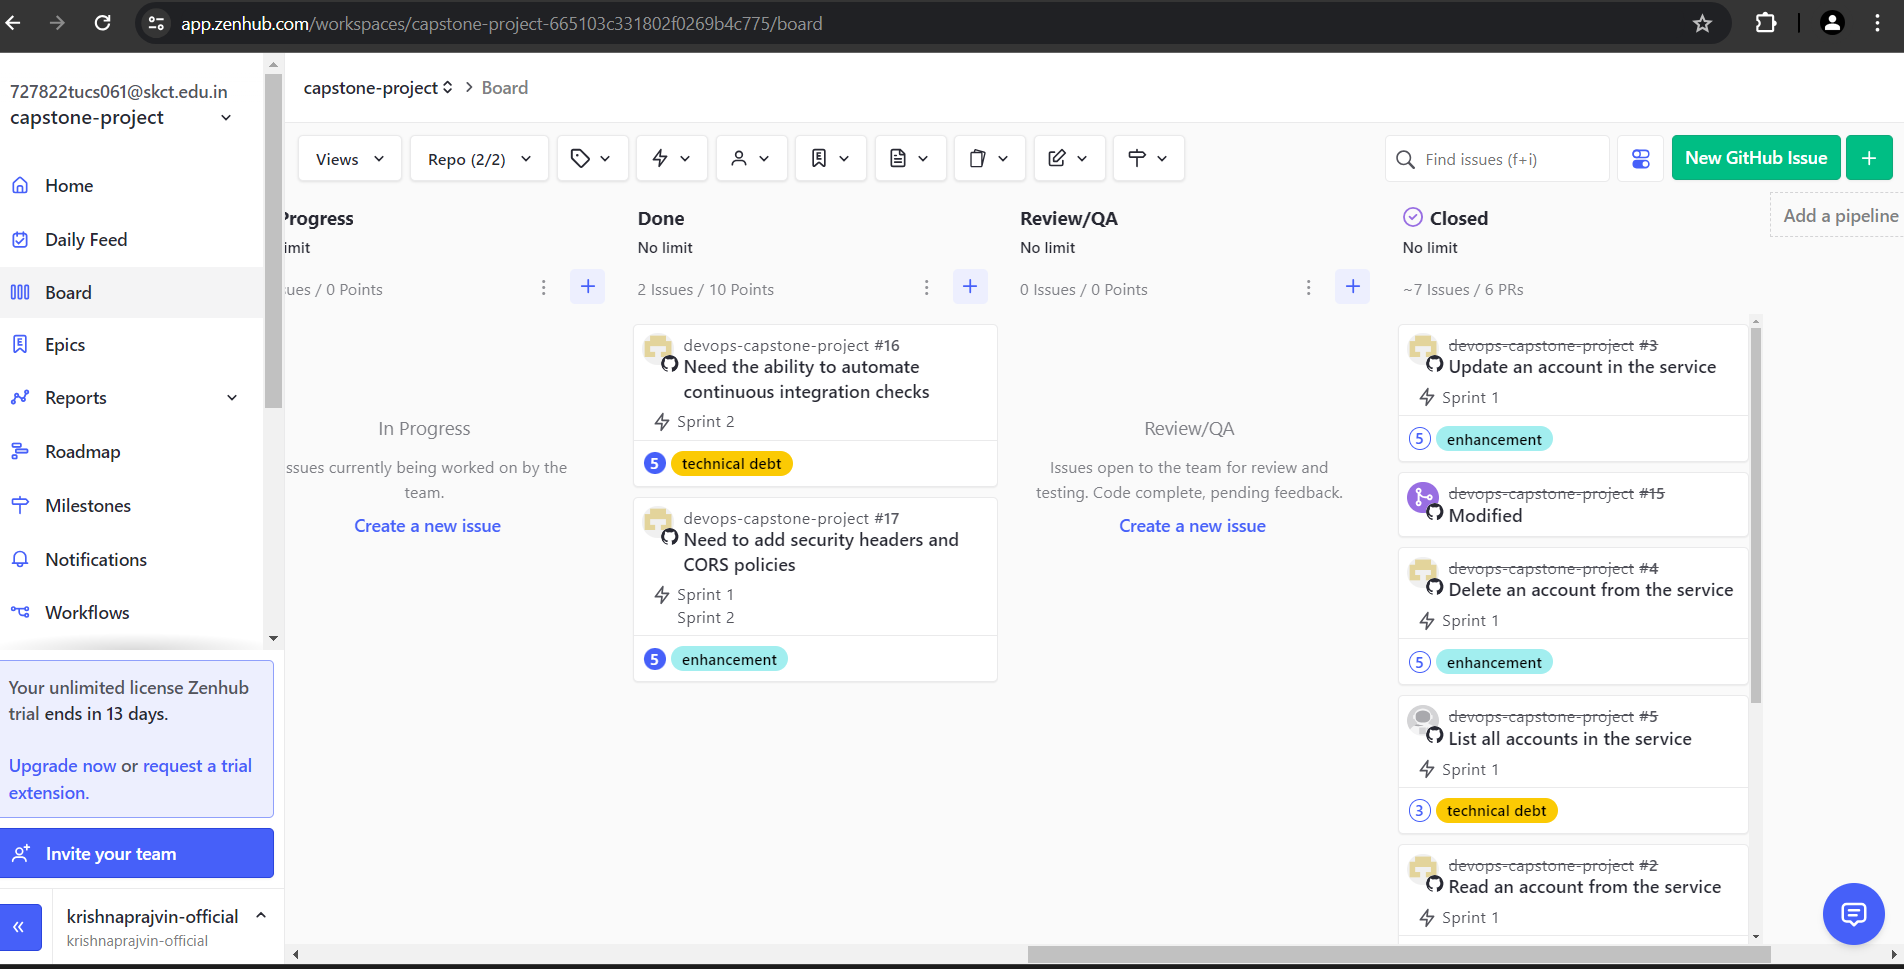 app.zenhub.com/workspaces/capstone-project-665103c331802f0269b4c775/board
727822tucs061@skct.edu.in
capstone-project
Home
Daily Feed
Board
Epics
Reports
Roadmap
Milestones
Notifications
Workflows
Your unlimited license Zenhub
trial ends in 13 days.
Upgrade now or request a trial
extension.
Invite your team
krishnaprajvin-official
krishnaprajvin-official
capstone-project > Board
Views
Repo (2/2)
Find issues (f+i)
New GitHub Issue
Progress
imit
ues / 0 Points
In Progress
ssues currently being worked on by the
team.
Create a new issue
Done
No limit
2 Issues / 10 Points
devops-capstone-project #16
Need the ability to automate
continuous integration checks
Sprint 2
5 technical debt
devops-capstone-project #17
Need to add security headers and
CORS policies
Sprint 1
Sprint 2
5 enhancement
Review/QA
No limit
0 Issues / 0 Points
Review/QA
Issues open to the team for review and
testing. Code complete, pending feedback.
Create a new issue
Closed
No limit
~7 Issues / 6 PRs
devops-capstone-project #3
Update an account in the service
Sprint 1
5 enhancement
devops-capstone-project #15
Modified
devops-capstone-project #4
Delete an account from the service
Sprint 1
5 enhancement
devops-capstone-project #5
List all accounts in the service
Sprint 1
3 technical debt
devops-capstone-project #2
Read an account from the service
Sprint 1
Add a pipeline